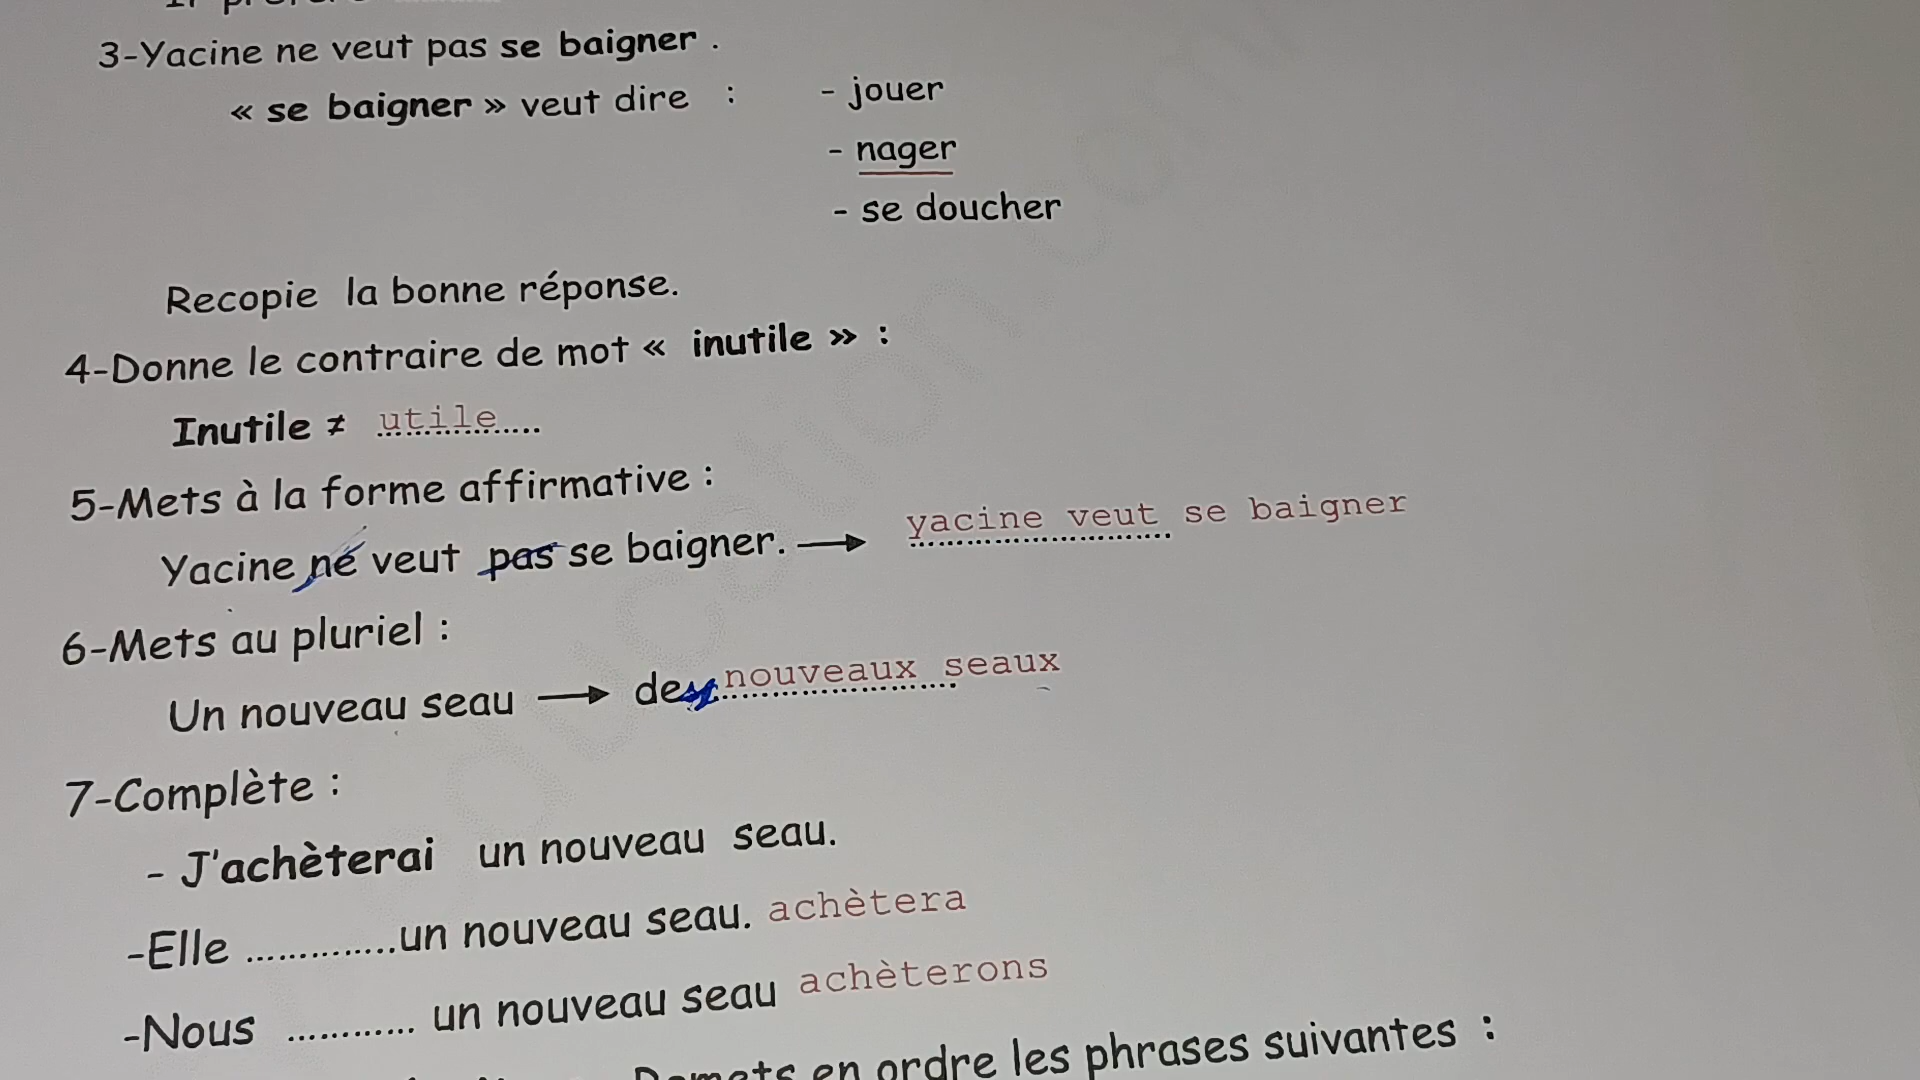 3-Yacine ne veut pas se baigner .
« se baigner » veut dire : - jouer
- nager
- se doucher
Recopie la bonne réponse.
4-Donne le contraire de mot « inutile » :
Inutile ≠ utile..............
5-Mets à la forme affirmative :
Yacine ne veut pas se baigner. → yacine veut se baigner
6-Mets au pluriel :
Un nouveau seau → de nouveaux seaux
7-Complète :
- J'achèterai un nouveau seau.
-Elle ..............un nouveau seau. achètera
-Nous ............ un nouveau seau achèterons
en ordre les phrases suivantes :